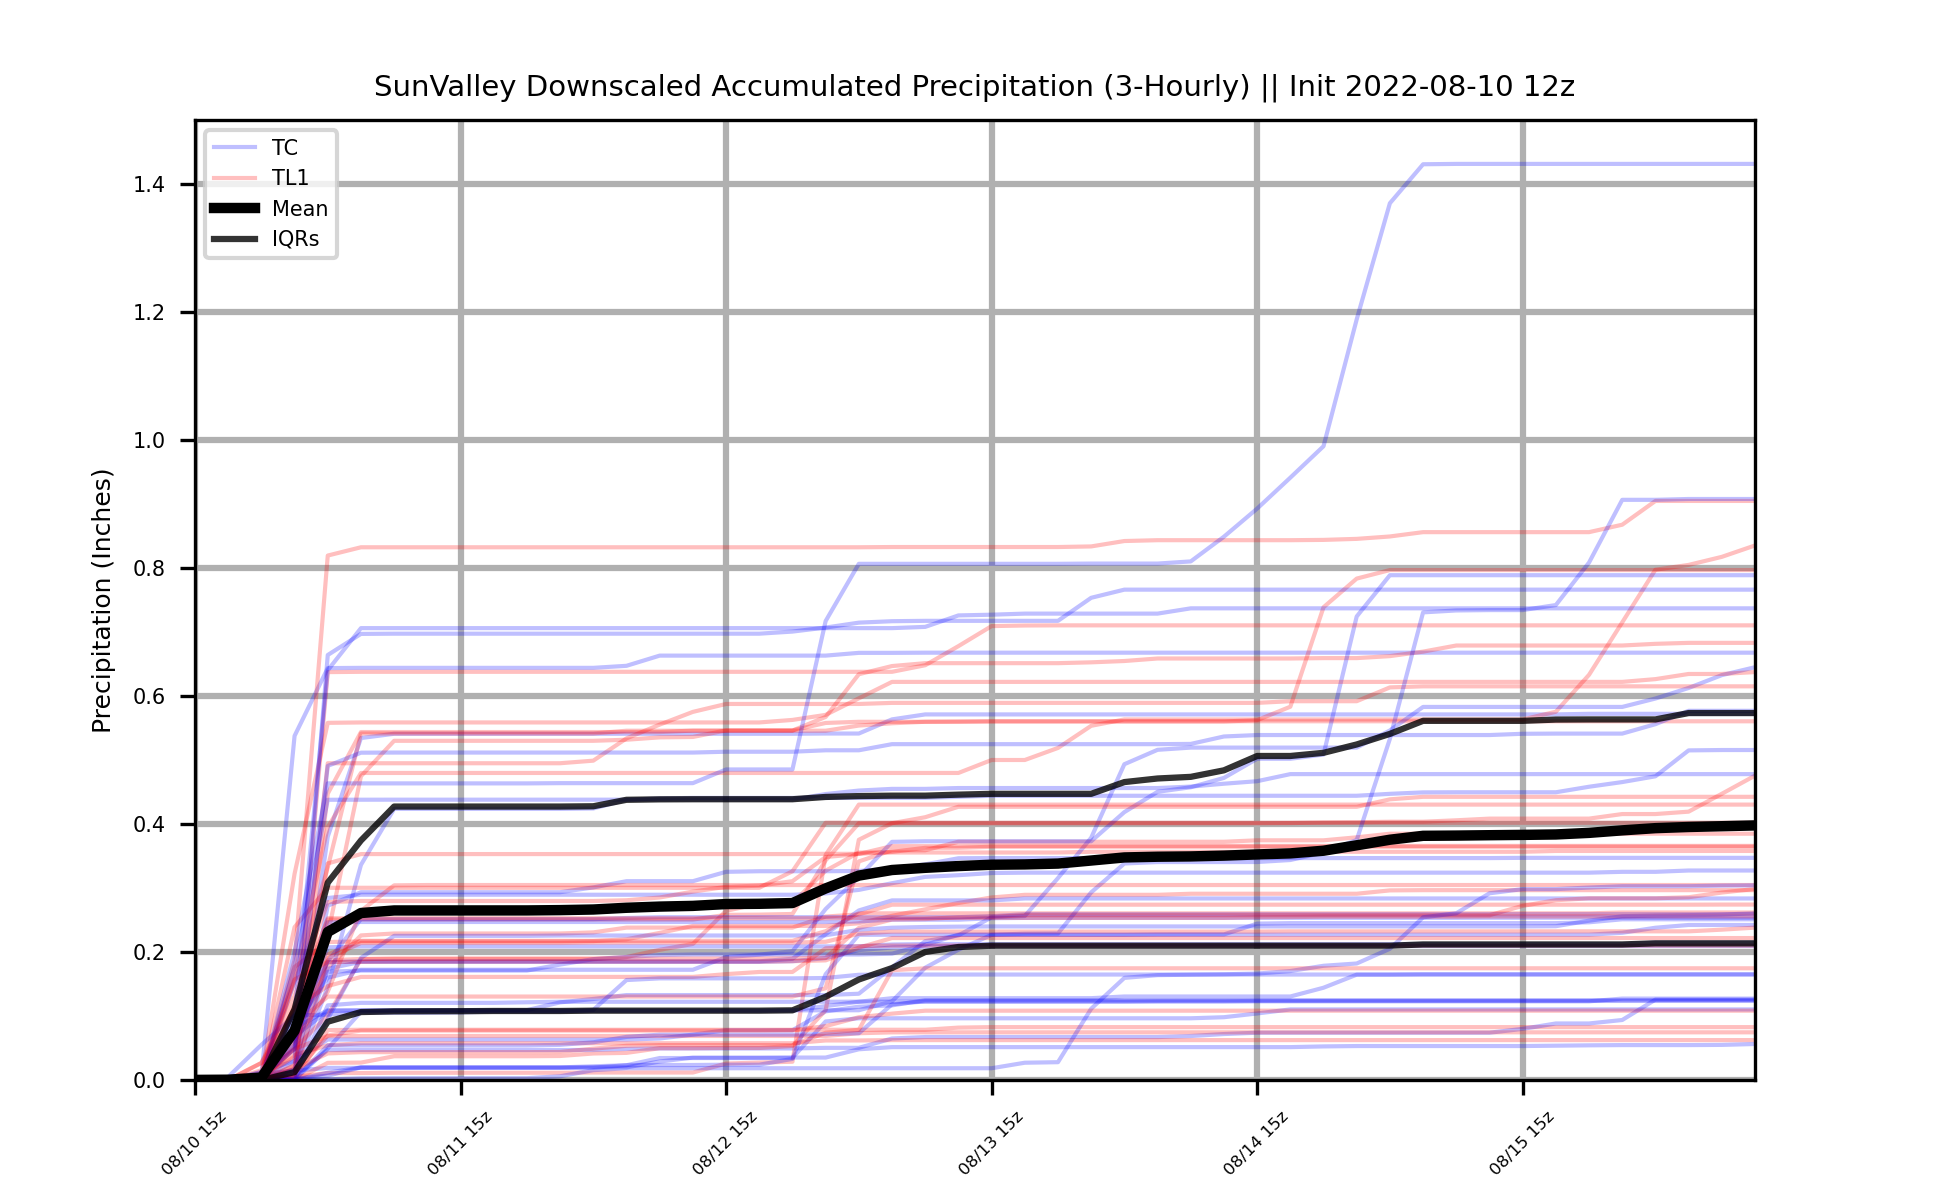 SunValley Downscaled Accumulated Precipitation (3-Hourly) || Init 2022-08-10 12z
TC
TL1
Mean
IQRs
Precipitation (Inches)
1.4
1.2
1.0
0.8
0.6
0.4
0.2
0.0
08/10 15z
08/11 15z
08/12 15z
08/13 15z
08/14 15z
08/15 15z